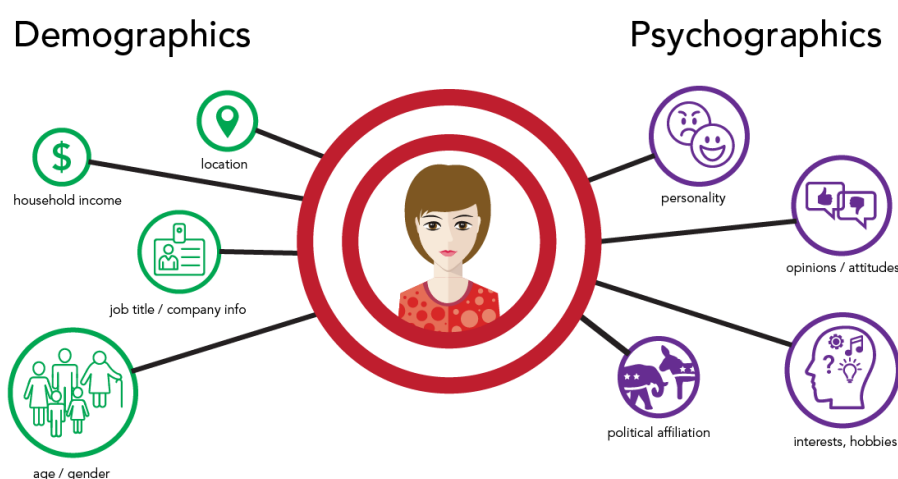 Demographics
Psychographics
location
household income
job title / company info
age / gender
personality
opinions / attitudes
political affiliation
interests, hobbies